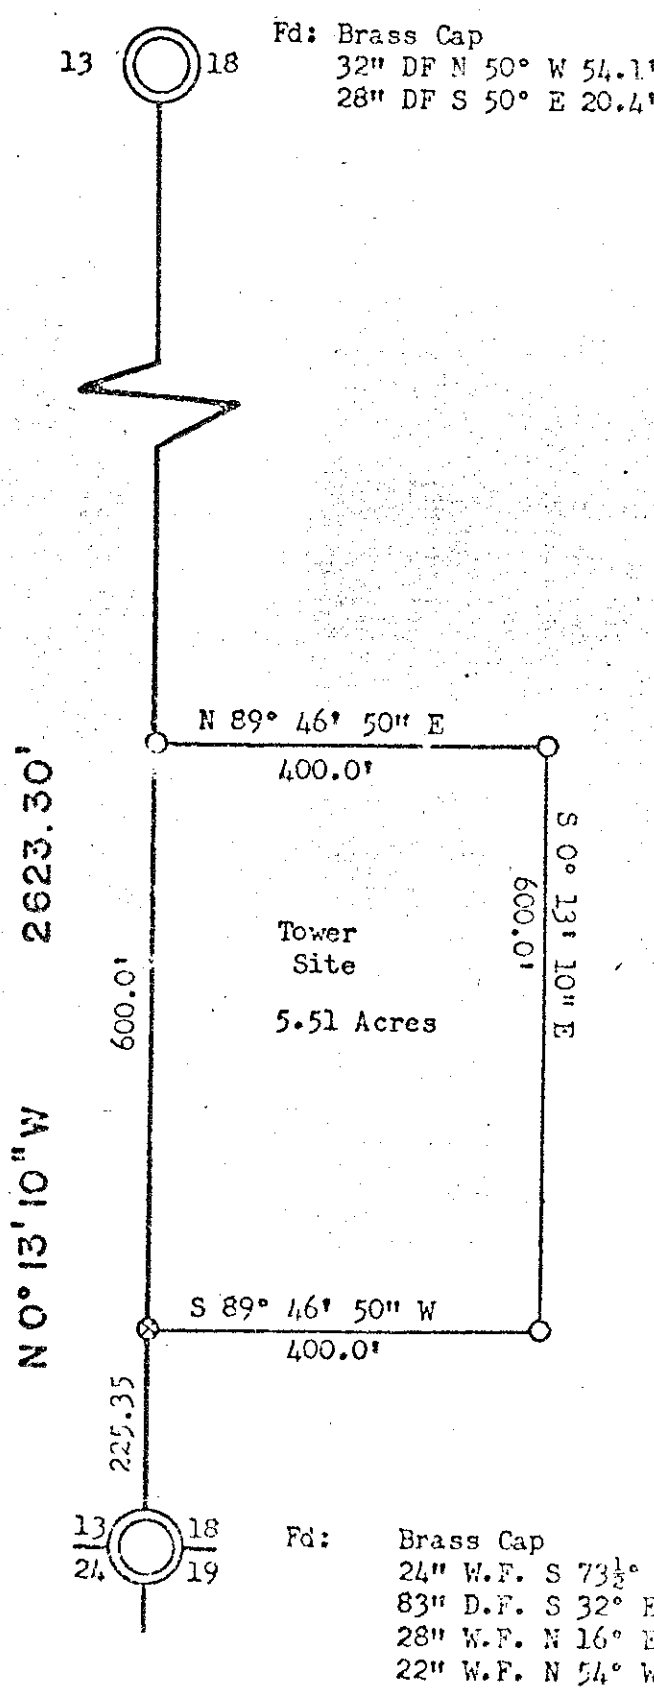 Fd: Brass Cap
13 18
32" DF N 50° W 54.1'
28" DF S 50° E 20.4'
N 89° 46' 50" E
400.0'
2623.30'
600.0'
S 0° 13' 10" E
600.0'
Tower
Site
5.51 Acres
N 0° 13' 10" W
S 89° 46' 50" W
400.0'
225.35
13 18
24 19
Fd: Brass Cap
24" W.F. S 73½°
83" D.F. S 32° E
28" W.F. N 16° E
22" W.F. N 54° W